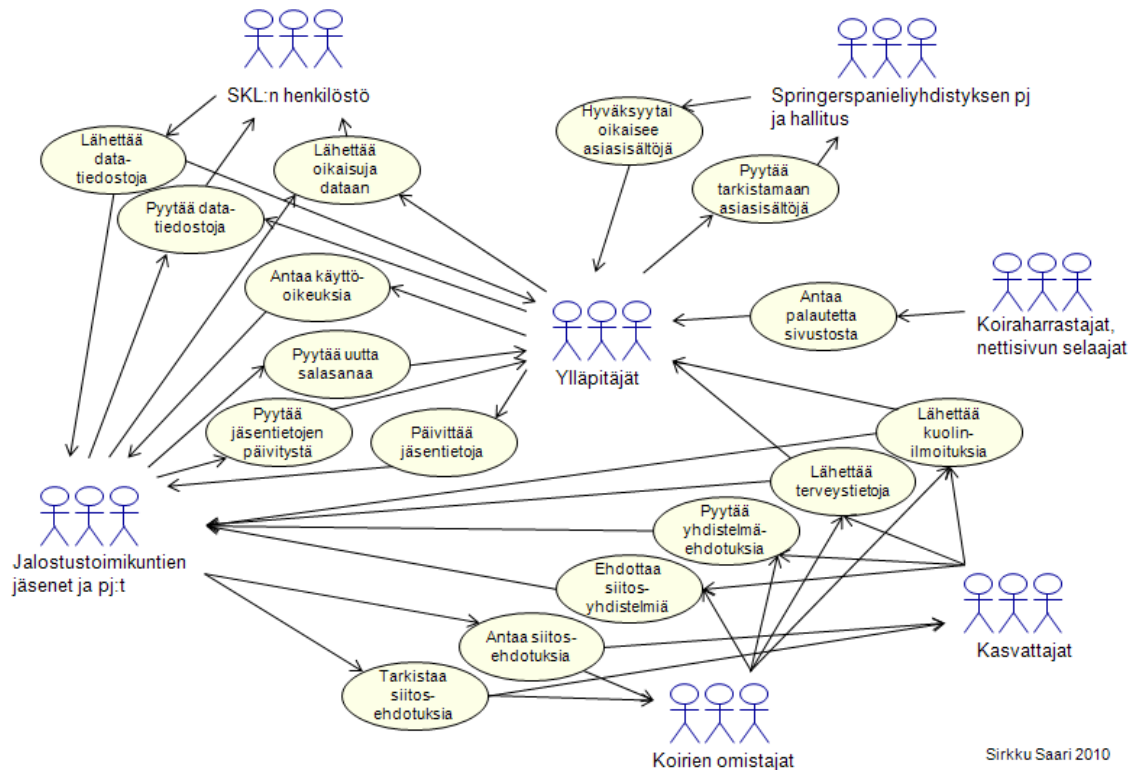 SKL:n henkilöstö
Springerspanieliyhdistyksen pj
ja hallitus
Lähettää
data-
tiedostoja
Lähettää
oikaisuja
dataan
Hyväksyytai
oikaisee
asiasisältöjä
Pyytää
tarkistamaan
asiasisältöjä
Pyytää data-
tiedostoja
Antaa käyttö-
oikeuksia
Antaa
palautetta
sivustosta
Koiraharrastajat,
nettisivun selaajat
Pyytää uutta
salasanaa
Ylläpitäjät
Pyytää
jäsentietojen
päivitystä
Päivittää
jäsentietoja
Lähettää
kuolin-
ilmoituksia
Lähettää
terveystietoja
Pyytää
yhdistelmä-
ehdotuksia
Jalostustoimikuntien
jäsenet ja pj:t
Ehdottaa
siitos-
yhdistelmiä
Antaa siitos-
ehdotuksia
Kasvattajat
Tarkistaa
siitos-
ehdotuksia
Koirien omistajat
Sirkku Saari 2010